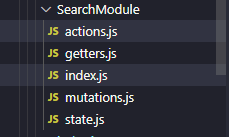 SearchModule
JS actions.js
JS getters.js
JS index.js
JS mutations.js
JS state.js